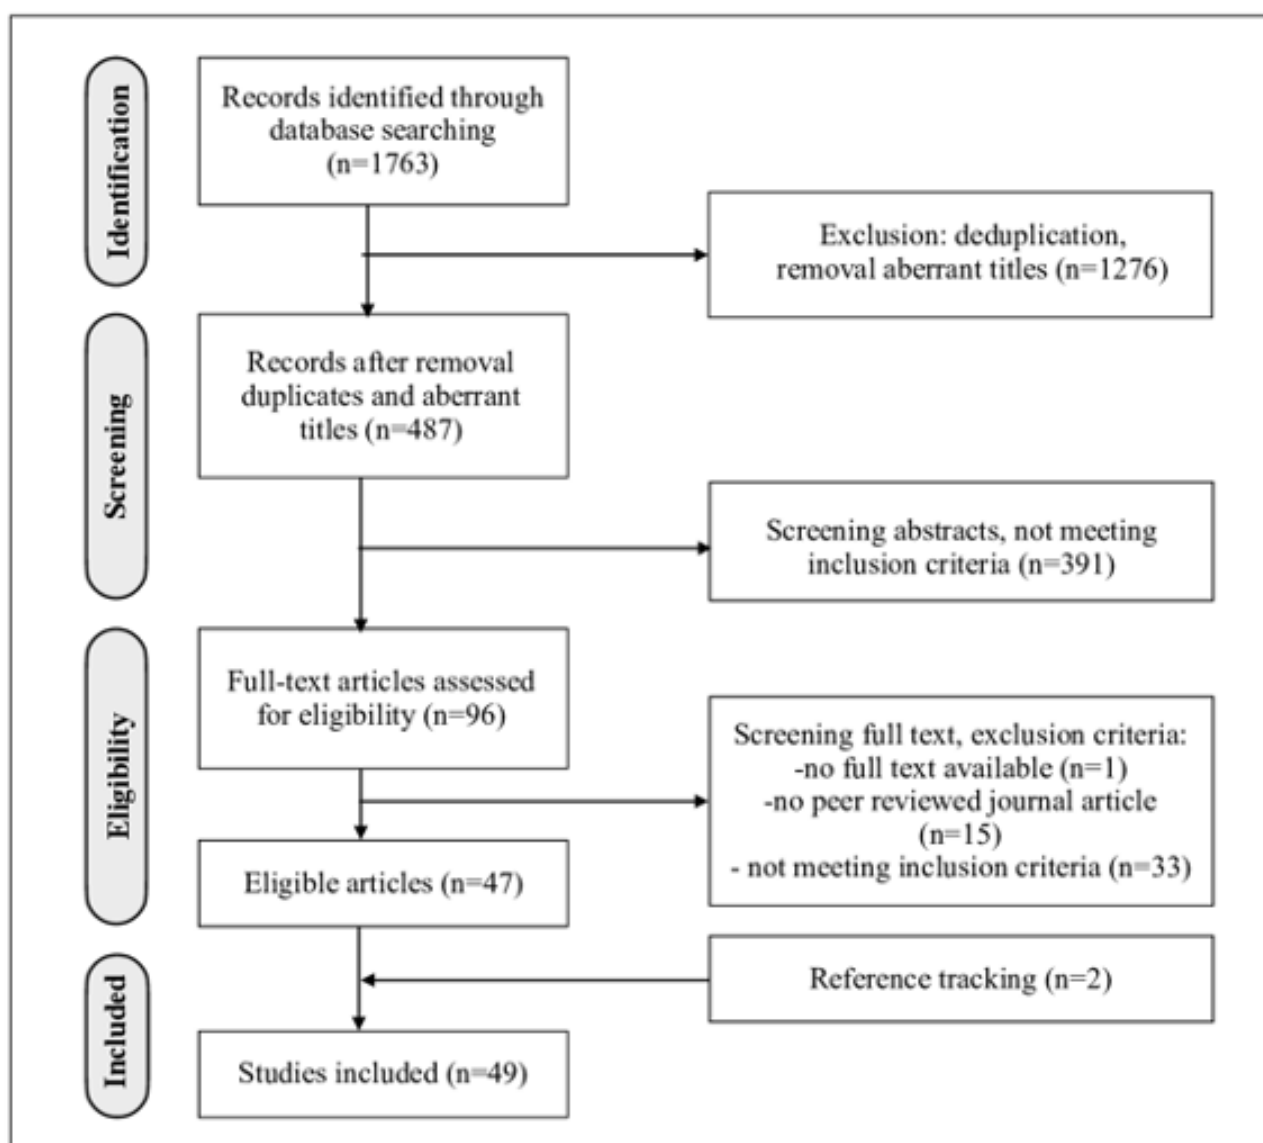 Identification
Records identified through
database searching
(n=1763)
Exclusion: deduplication,
removal aberrant titles (n=1276)
Screening
Records after removal
duplicates and aberrant
titles (n=487)
Screening abstracts, not meeting
inclusion criteria (n=391)
Eligibility
Full-text articles assessed
for eligibility (n=96)
Screening full text, exclusion criteria:
-no full text available (n=1)
-no peer reviewed journal article
(n=15)
- not meeting inclusion criteria (n=33)
Eligible articles (n=47)
Included
Reference tracking (n=2)
Studies included (n=49)